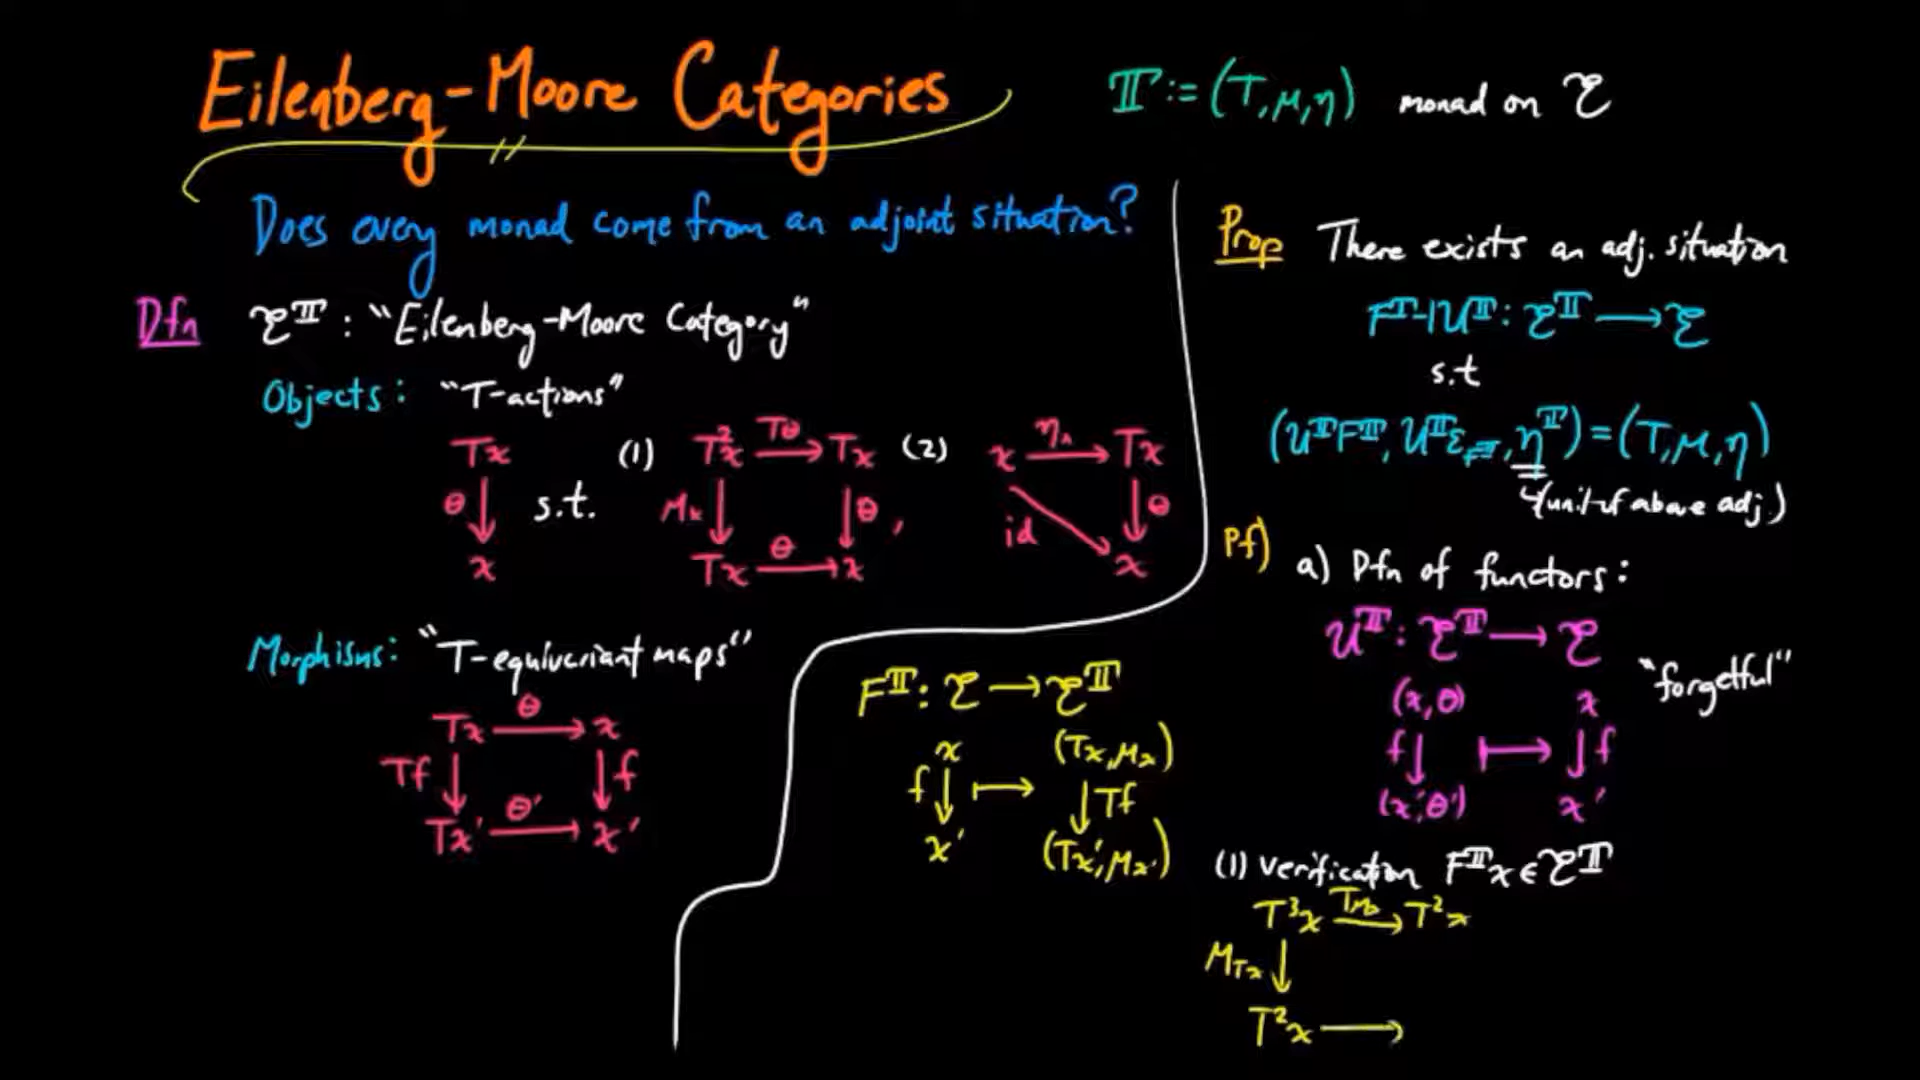 Eilenberg-Moore Categories
𝕋 := (T, μ, η) monad on ℰ
Does every monad come from an adjoint situation?
Dfn ℰ^𝕋 : "Eilenberg-Moore Category"
Objects: "T-actions"
Tx
θ ↓ s.t.
x
(1) T²x Tθ → Tx
μx ↓ ↓ θ ,
Tx θ → x
(2) x η → Tx
id ↓ θ
x
Morphisms: "T-equivariant maps"
Tx θ → x
Tf ↓ ↓ f
Tx' θ' → x'
Prop There exists an adj. situation
F^𝕋 ⊣ U^𝕋 : ℰ^𝕋 → ℰ
s.t
(U^𝕋F^𝕋, U^𝕋ε_F^𝕋, η^𝕋) = (T, μ, η)
(unit of above adj.)
Pf) a) Dfn of functors:
U^𝕋 : ℰ^𝕋 → ℰ
"forgetful"
(x, θ) x
f ↓ ↦ ↓ f
(x', θ') x'
F^𝕋 : ℰ → ℰ^𝕋
x (Tx, μx)
f ↓ ↦ ↓ Tf
x' (Tx', μx')
(1) verification F^𝕋x ∈ ℰ^𝕋
T³x → T²x
μTx ↓
T²x →